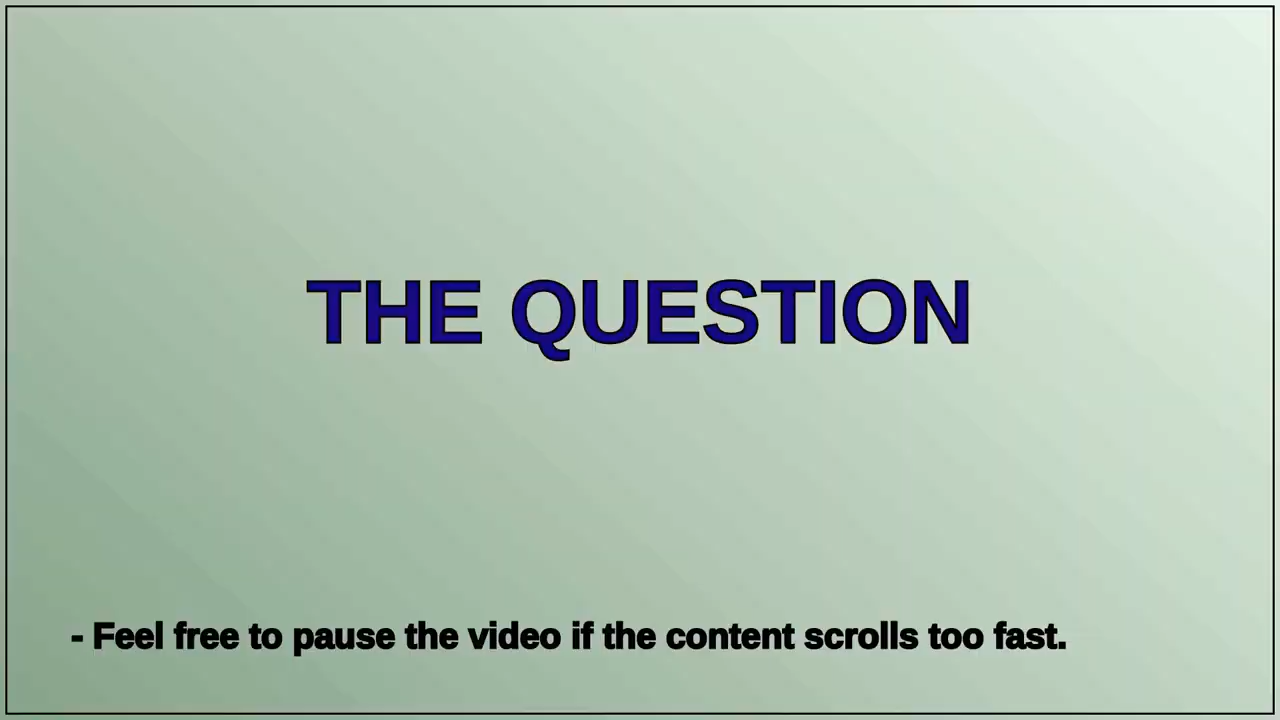 THE QUESTION
- Feel free to pause the video if the content scrolls too fast.